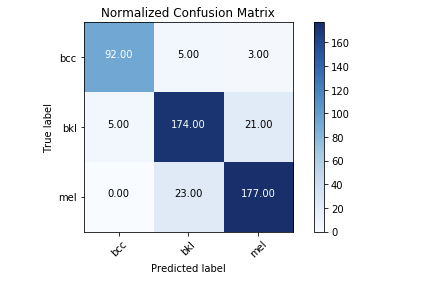 Normalized Confusion Matrix
True label
bcc 92.00 5.00 3.00
bkl 5.00 174.00 21.00
mel 0.00 23.00 177.00
bcc bkl mel
Predicted label
160
140
120
100
80
60
40
20
0